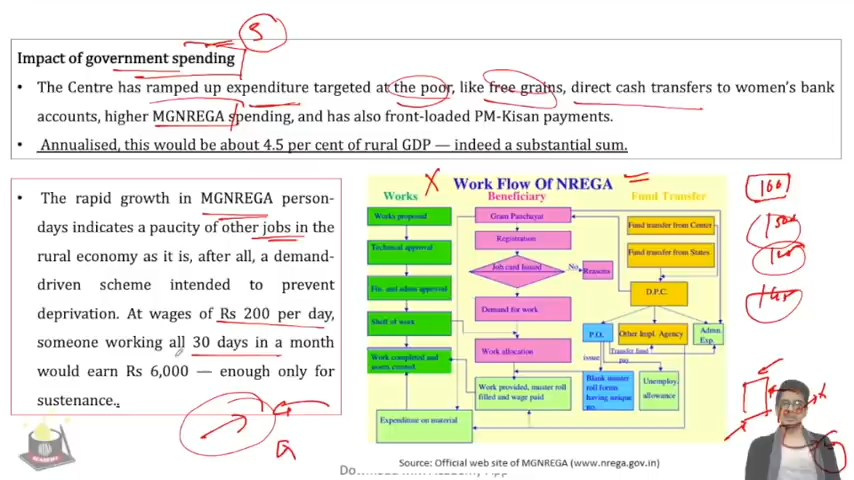 Impact of government spending
• The Centre has ramped up expenditure targeted at the poor, like free grains, direct cash transfers to women's bank
accounts, higher MGNREGA spending, and has also front-loaded PM-Kisan payments.
• Annualised, this would be about 4.5 per cent of rural GDP — indeed a substantial sum.
• The rapid growth in MGNREGA person-
days indicates a paucity of other jobs in the
rural economy as it is, after all, a demand-
driven scheme intended to prevent
deprivation. At wages of Rs 200 per day,
someone working all 30 days in a month
would earn Rs 6,000 — enough only for
sustenance..
Work Flow Of NREGA
Works
Beneficiary
Fund Transfer
Works proposal
Technical approval
Fin. and admn approval
Shelf of work
Work completed and
assets created
Expenditure on material
Gram Panchayat
Registration
Job card Issued
No
Reasons
Demand for work
Work allocation
Work provided, muster roll
filled and wage paid
Fund transfer from Center
Fund transfer from States
D.P.C.
P.O.
Other Impl. Agency
Admn.
Exp.
issue
Transfer fund
pay
Blank muster
roll forms
having unique
no.
Unemploy.
allowance
Source: Official web site of MGNREGA (www.nrega.gov.in)
100
ACADEMY